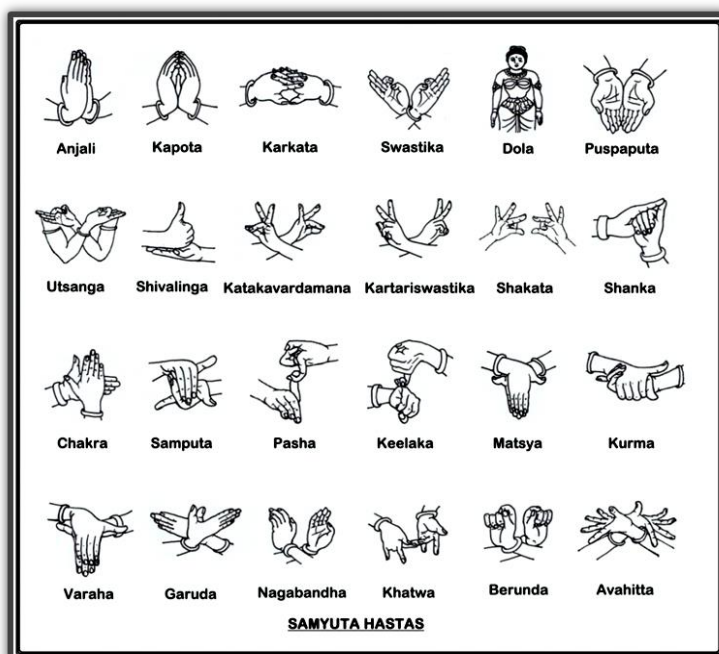 Anjali Kapota Karkata Swastika Dola Puspaputa
Utsanga Shivalinga Katakavardamana Kartariswastika Shakata Shanka
Chakra Samputa Pasha Keelaka Matsya Kurma
Varaha Garuda Nagabandha Khatwa Berunda Avahitta
SAMYUTA HASTAS